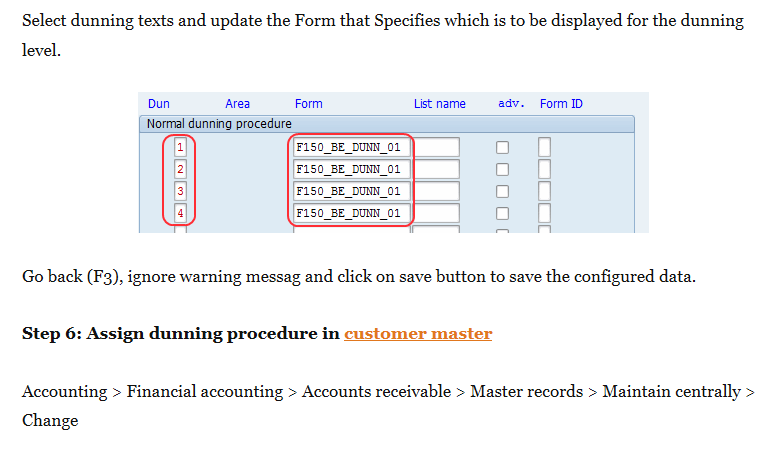 Select dunning texts and update the Form that Specifies which is to be displayed for the dunning
level.
Dun Area Form List name adv. Form ID
Normal dunning procedure
1 F150_BE_DUNN_01
2 F150_BE_DUNN_01
3 F150_BE_DUNN_01
4 F150_BE_DUNN_01
Go back (F3), ignore warning messag and click on save button to save the configured data.
Step 6: Assign dunning procedure in customer master
Accounting > Financial accounting > Accounts receivable > Master records > Maintain centrally >
Change